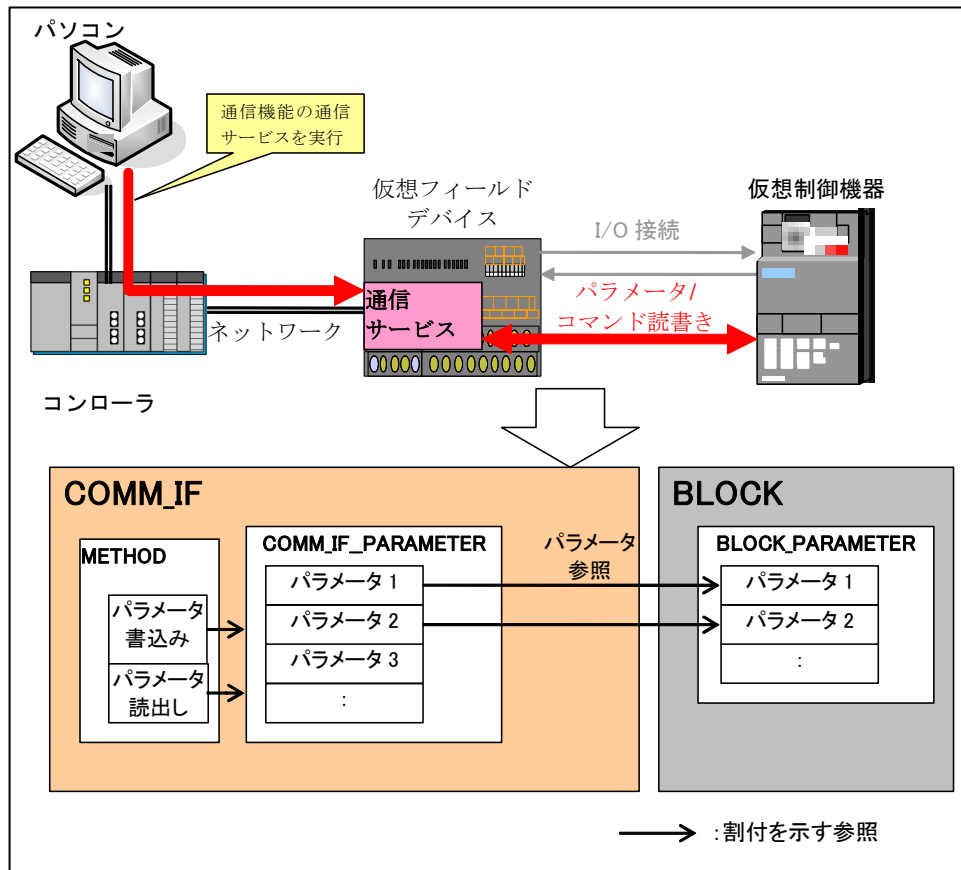 パソコン
通信機能の通信
サービスを実行
仮想フィールド
デバイス
仮想制御機器
I/O 接続
通信
サービス
パラメータ/
コマンド読書き
ネットワーク
コンローラ
COMM_IF
METHOD
パラメータ
書込み
パラメータ
読出し
COMM_IF_PARAMETER
パラメータ 1
パラメータ 2
パラメータ 3
:
パラメータ
参照
BLOCK
BLOCK_PARAMETER
パラメータ 1
パラメータ 2
:
:割付を示す参照